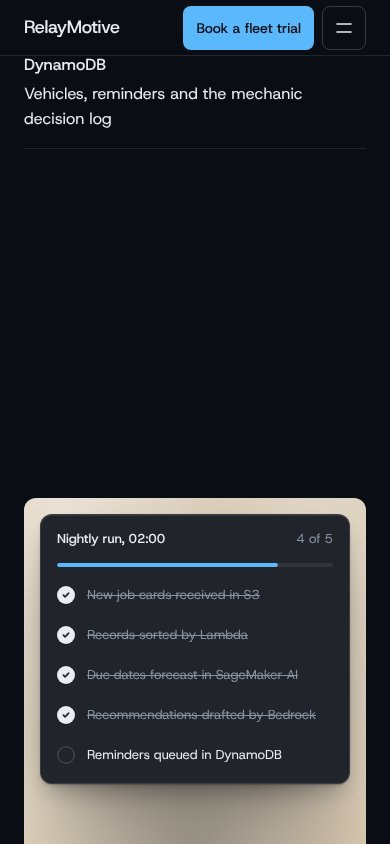 RelayMotive
Book a fleet trial
DynamoDB
Vehicles, reminders and the mechanic
decision log
Nightly run, 02:00
4 of 5
New job cards received in S3
Records sorted by Lambda
Due dates forecast in SageMaker AI
Recommendations drafted by Bedrock
Reminders queued in DynamoDB